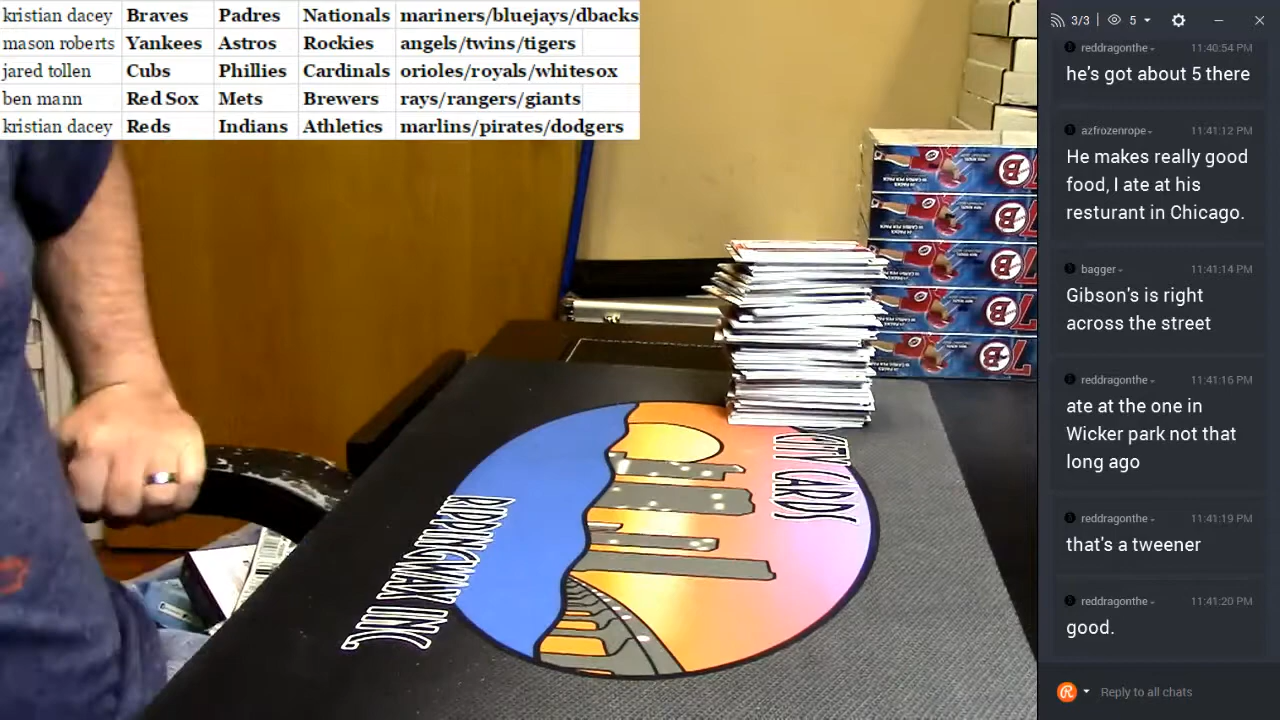 kristian dacey Braves Padres Nationals mariners/bluejays/dbacks
mason roberts Yankees Astros Rockies angels/twins/tigers
jared tollen Cubs Phillies Cardinals orioles/royals/whitesox
ben mann Red Sox Mets Brewers rays/rangers/giants
kristian dacey Reds Indians Athletics marlins/pirates/dodgers
3/3 5
reddragonthe 11:40:54 PM
he's got about 5 there
azfrozenrope 11:41:12 PM
He makes really good
food, I ate at his
resturant in Chicago.
bagger 11:41:14 PM
Gibson's is right
across the street
reddragonthe 11:41:16 PM
ate at the one in
Wicker park not that
long ago
reddragonthe 11:41:19 PM
that's a tweener
reddragonthe 11:41:20 PM
good.
Reply to all chats
CITY CARDS
RIPPINGWAX INC.